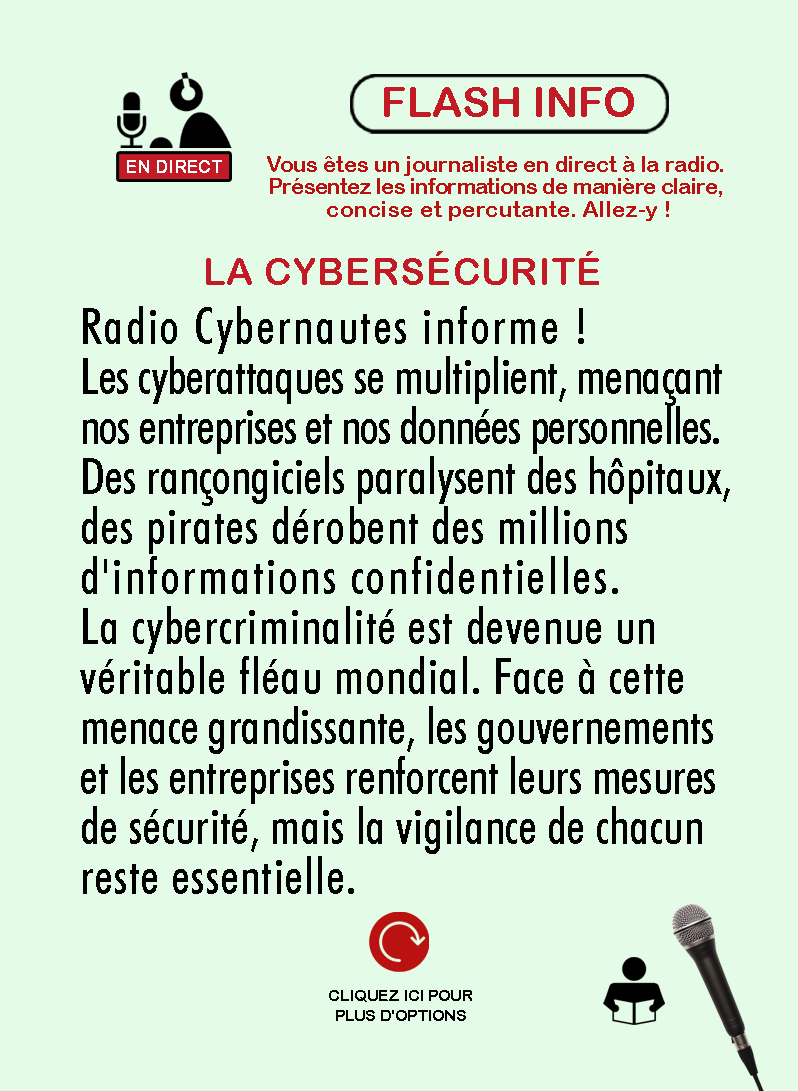 FLASH INFO
EN DIRECT
Vous êtes un journaliste en direct à la radio.
Présentez les informations de manière claire,
concise et percutante. Allez-y !
LA CYBERSÉCURITÉ
Radio Cybernautes informe !
Les cyberattaques se multiplient, menaçant
nos entreprises et nos données personnelles.
Des rançongiciels paralysent des hôpitaux,
des pirates dérobent des millions
d'informations confidentielles.
La cybercriminalité est devenue un
véritable fléau mondial. Face à cette
menace grandissante, les gouvernements
et les entreprises renforcent leurs mesures
de sécurité, mais la vigilance de chacun
reste essentielle.
CLIQUEZ ICI POUR
PLUS D'OPTIONS